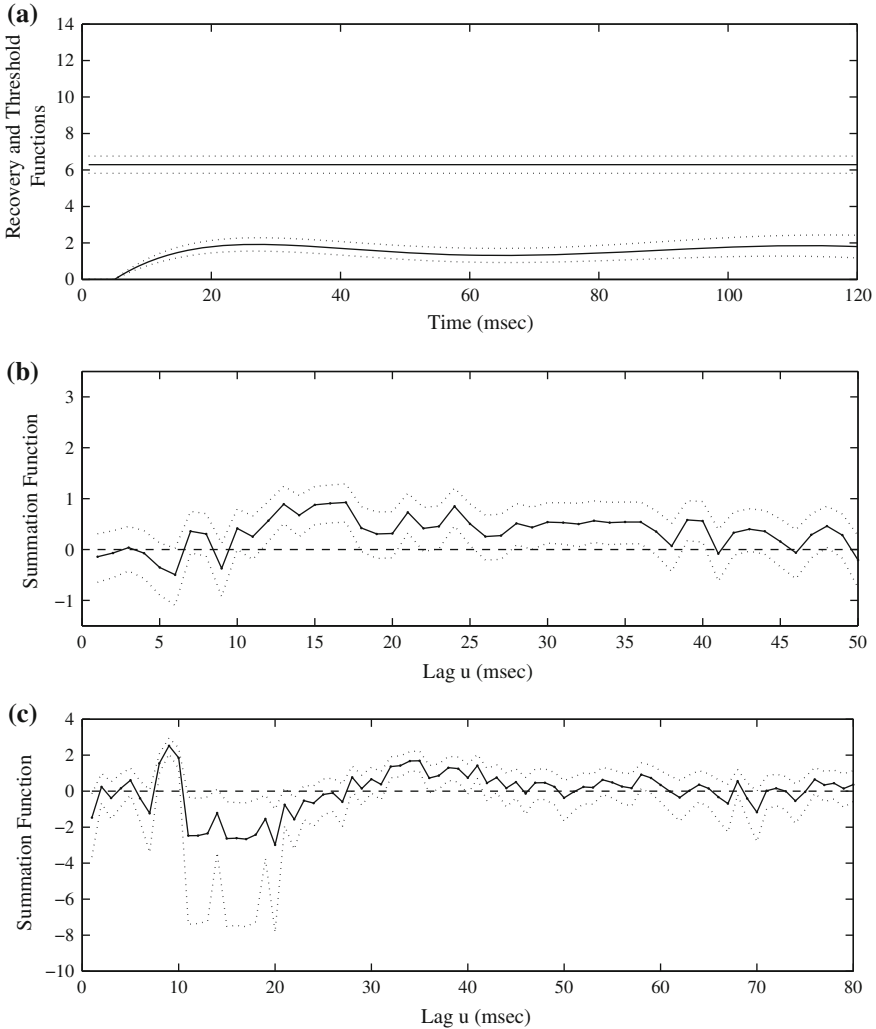 (a)
Recovery and Threshold
Functions
14
12
10
8
6
4
2
0
0 20 40 60 80 100 120
Time (msec)
(b)
Summation Function
3
2
1
0
−1
0 5 10 15 20 25 30 35 40 45 50
Lag u (msec)
(c)
Summation Function
4
2
0
−2
−4
−6
−8
−10
0 10 20 30 40 50 60 70 80
Lag u (msec)